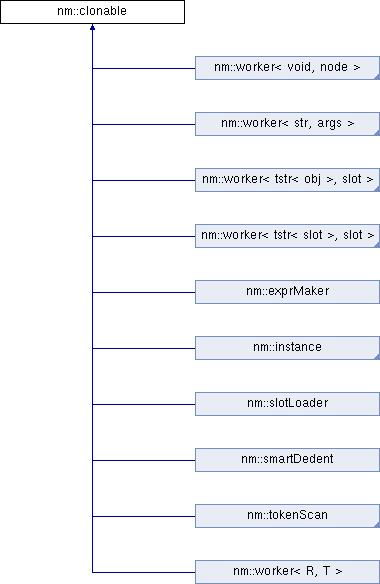 nm::clonable
nm::worker< void, node >
nm::worker< str, args >
nm::worker< tstr< obj >, slot >
nm::worker< tstr< slot >, slot >
nm::exprMaker
nm::instance
nm::slotLoader
nm::smartDedent
nm::tokenScan
nm::worker< R, T >